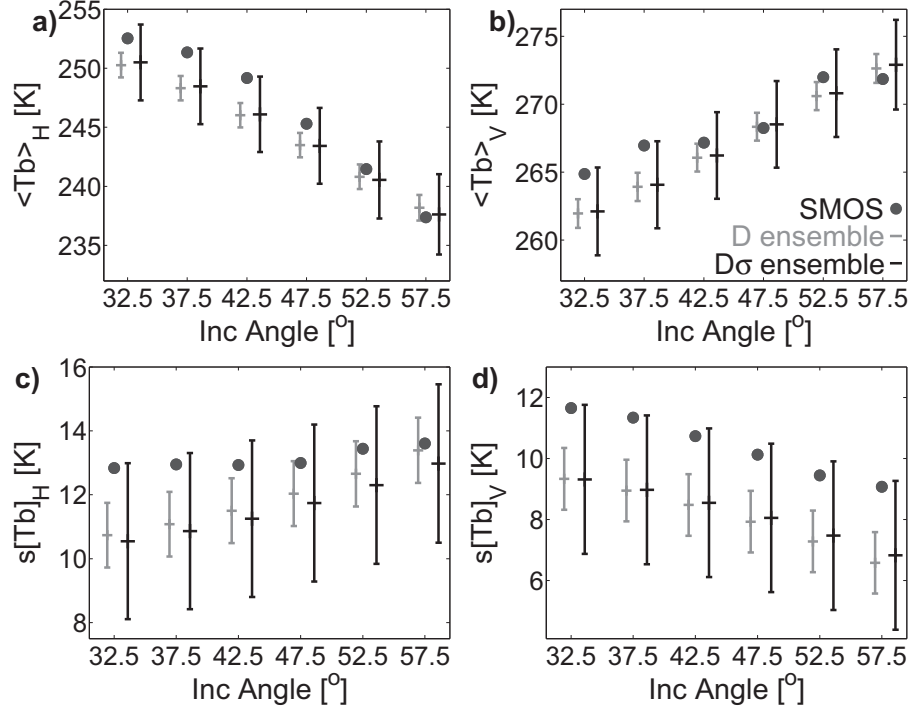 a)
<Tb>H [K]
255
250
245
240
235
32.5 37.5 42.5 47.5 52.5 57.5
Inc Angle [o]
b)
<Tb>V [K]
275
270
265
260
SMOS
D ensemble
Dσ ensemble
32.5 37.5 42.5 47.5 52.5 57.5
Inc Angle [o]
c)
s[Tb]H [K]
16
14
12
10
8
32.5 37.5 42.5 47.5 52.5 57.5
Inc Angle [o]
d)
s[Tb]V [K]
12
10
8
6
32.5 37.5 42.5 47.5 52.5 57.5
Inc Angle [o]